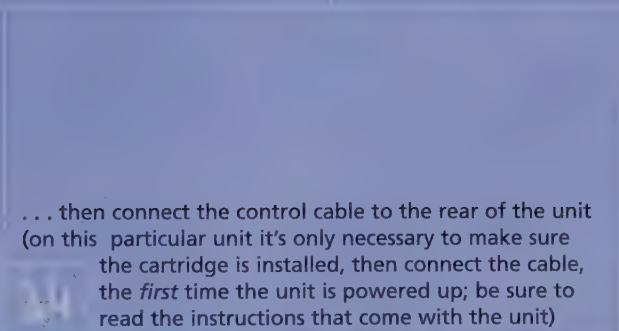 . . . then connect the control cable to the rear of the unit
(on this particular unit it's only necessary to make sure
the cartridge is installed, then connect the cable,
the first time the unit is powered up; be sure to
read the instructions that come with the unit)